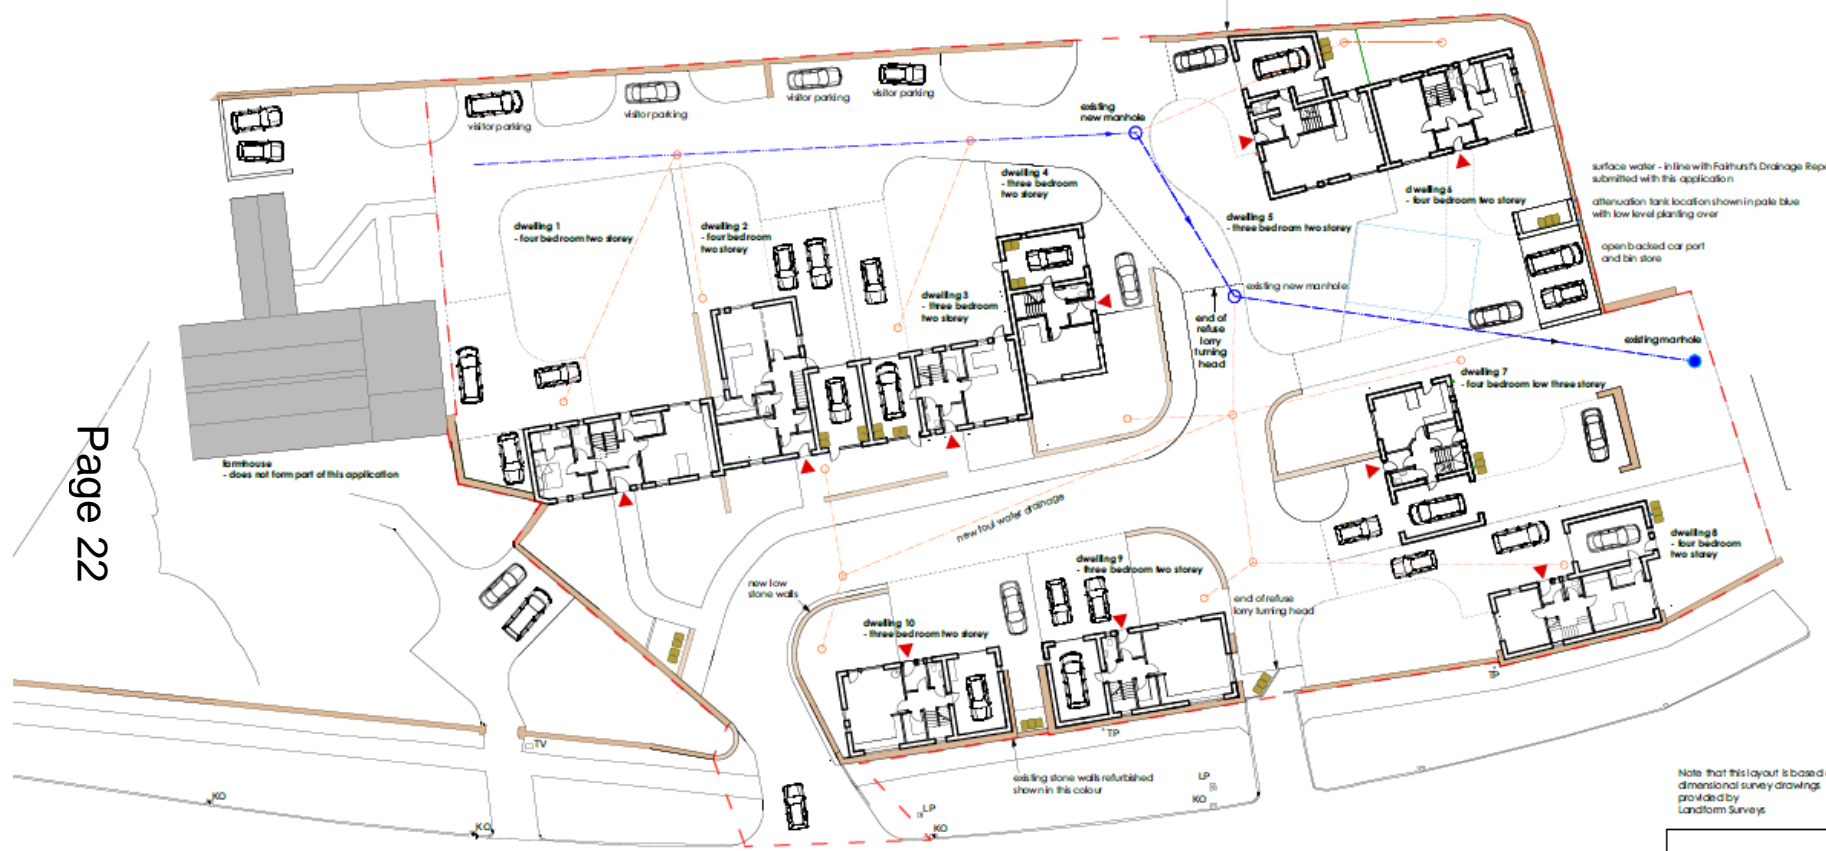 visitor parking
visitor parking
visitor parking
visitor parking
existing
new manhole
dwelling 1
- four bedroom two storey
dwelling 2
- four bedroom
two storey
dwelling 3
- three bedroom
two storey
dwelling 4
- three bedroom
two storey
dwelling 5
- three bedroom two storey
dwelling 6
- four bedroom two storey
surface water - in line with Fairhurst's Drainage Repo
submitted with this application
attenuation tank location shown in pale blue
with low level planting over
open backed car port
and bin store
existing new manhole
end of
refuse
lorry
turning
head
existing manhole
dwelling 7
- four bedroom low three storey
farmhouse
- does not form part of this application
Page 22
new foul water drainage
new low
stone walls
dwelling 8
- four bedroom
two storey
dwelling 9
- three bedroom two storey
end of refuse
lorry turning head
dwelling 10
- three bedroom two storey
TP
TP
TV
existing stone walls refurbished
shown in this colour
LP
KO
LP
KO
KO
KO
Note that this layout is based
dimensional survey drawings
provided by
Landform Surveys